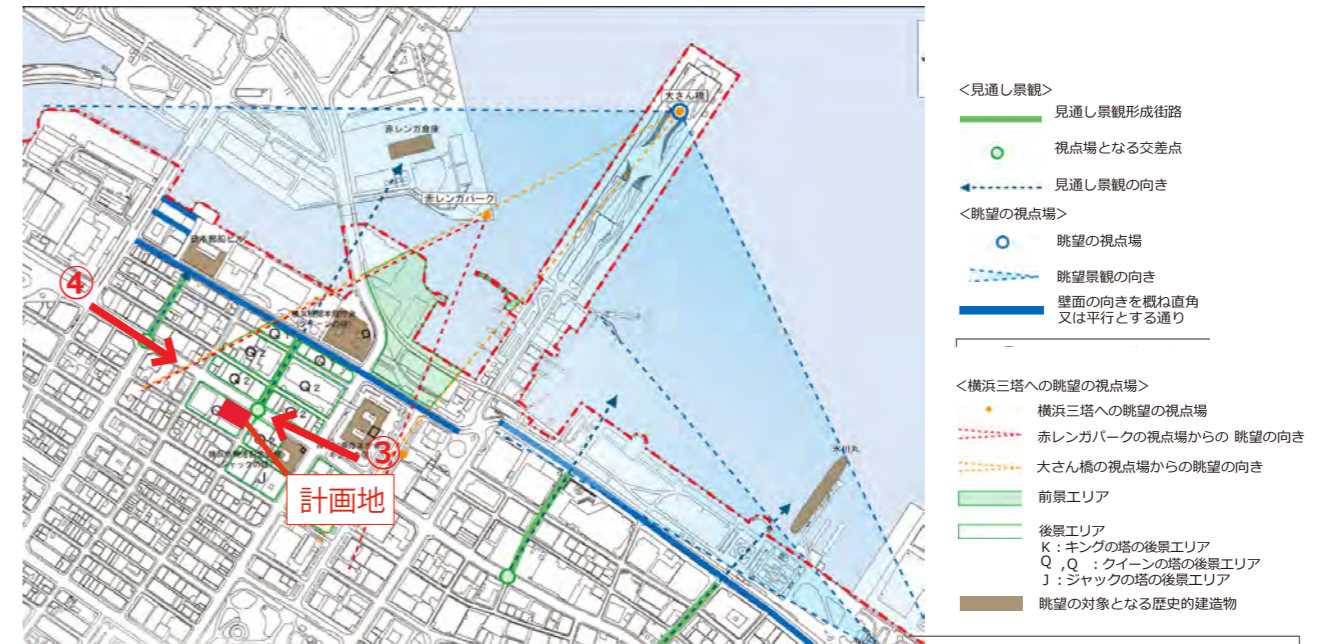 大さん橋
赤レンガ倉庫
赤レンガパーク
日本郵船ビル
④
Q
Q 2
Q 2
Q 2
③
J
氷川丸
計画地
<見通し景観>
見通し景観形成街路
視点場となる交差点
見通し景観の向き
<眺望の視点場>
眺望の視点場
眺望景観の向き
壁面の向きを概ね直角
又は平行とする通り
<横浜三塔への眺望の視点場>
横浜三塔への眺望の視点場
赤レンガパークの視点場からの 眺望の向き
大さん橋の視点場からの眺望の向き
前景エリア
後景エリア
K:キングの塔の後景エリア
Q ,Q :クイーンの塔の後景エリア
J:ジャックの塔の後景エリア
眺望の対象となる歴史的建造物